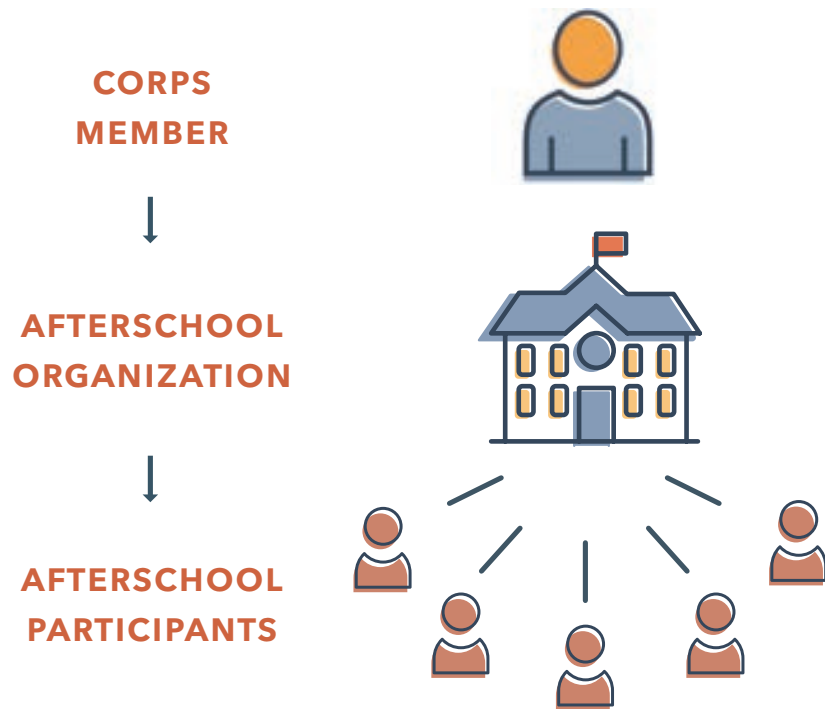 CORPS
MEMBER
AFTERSCHOOL
ORGANIZATION
AFTERSCHOOL
PARTICIPANTS